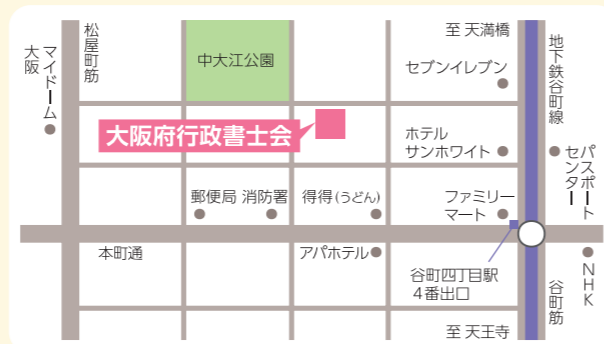 松屋町筋
マイドーム
大阪
中大江公園
至 天満橋
セブンイレブン
地下鉄谷町線
大阪府行政書士会
ホテル
サンホワイト
パスポート
センター
郵便局
消防署
得得(うどん)
ファミリー
マート
本町通
アパホテル
谷町四丁目駅
4番出口
NHK
谷町筋
至 天王寺